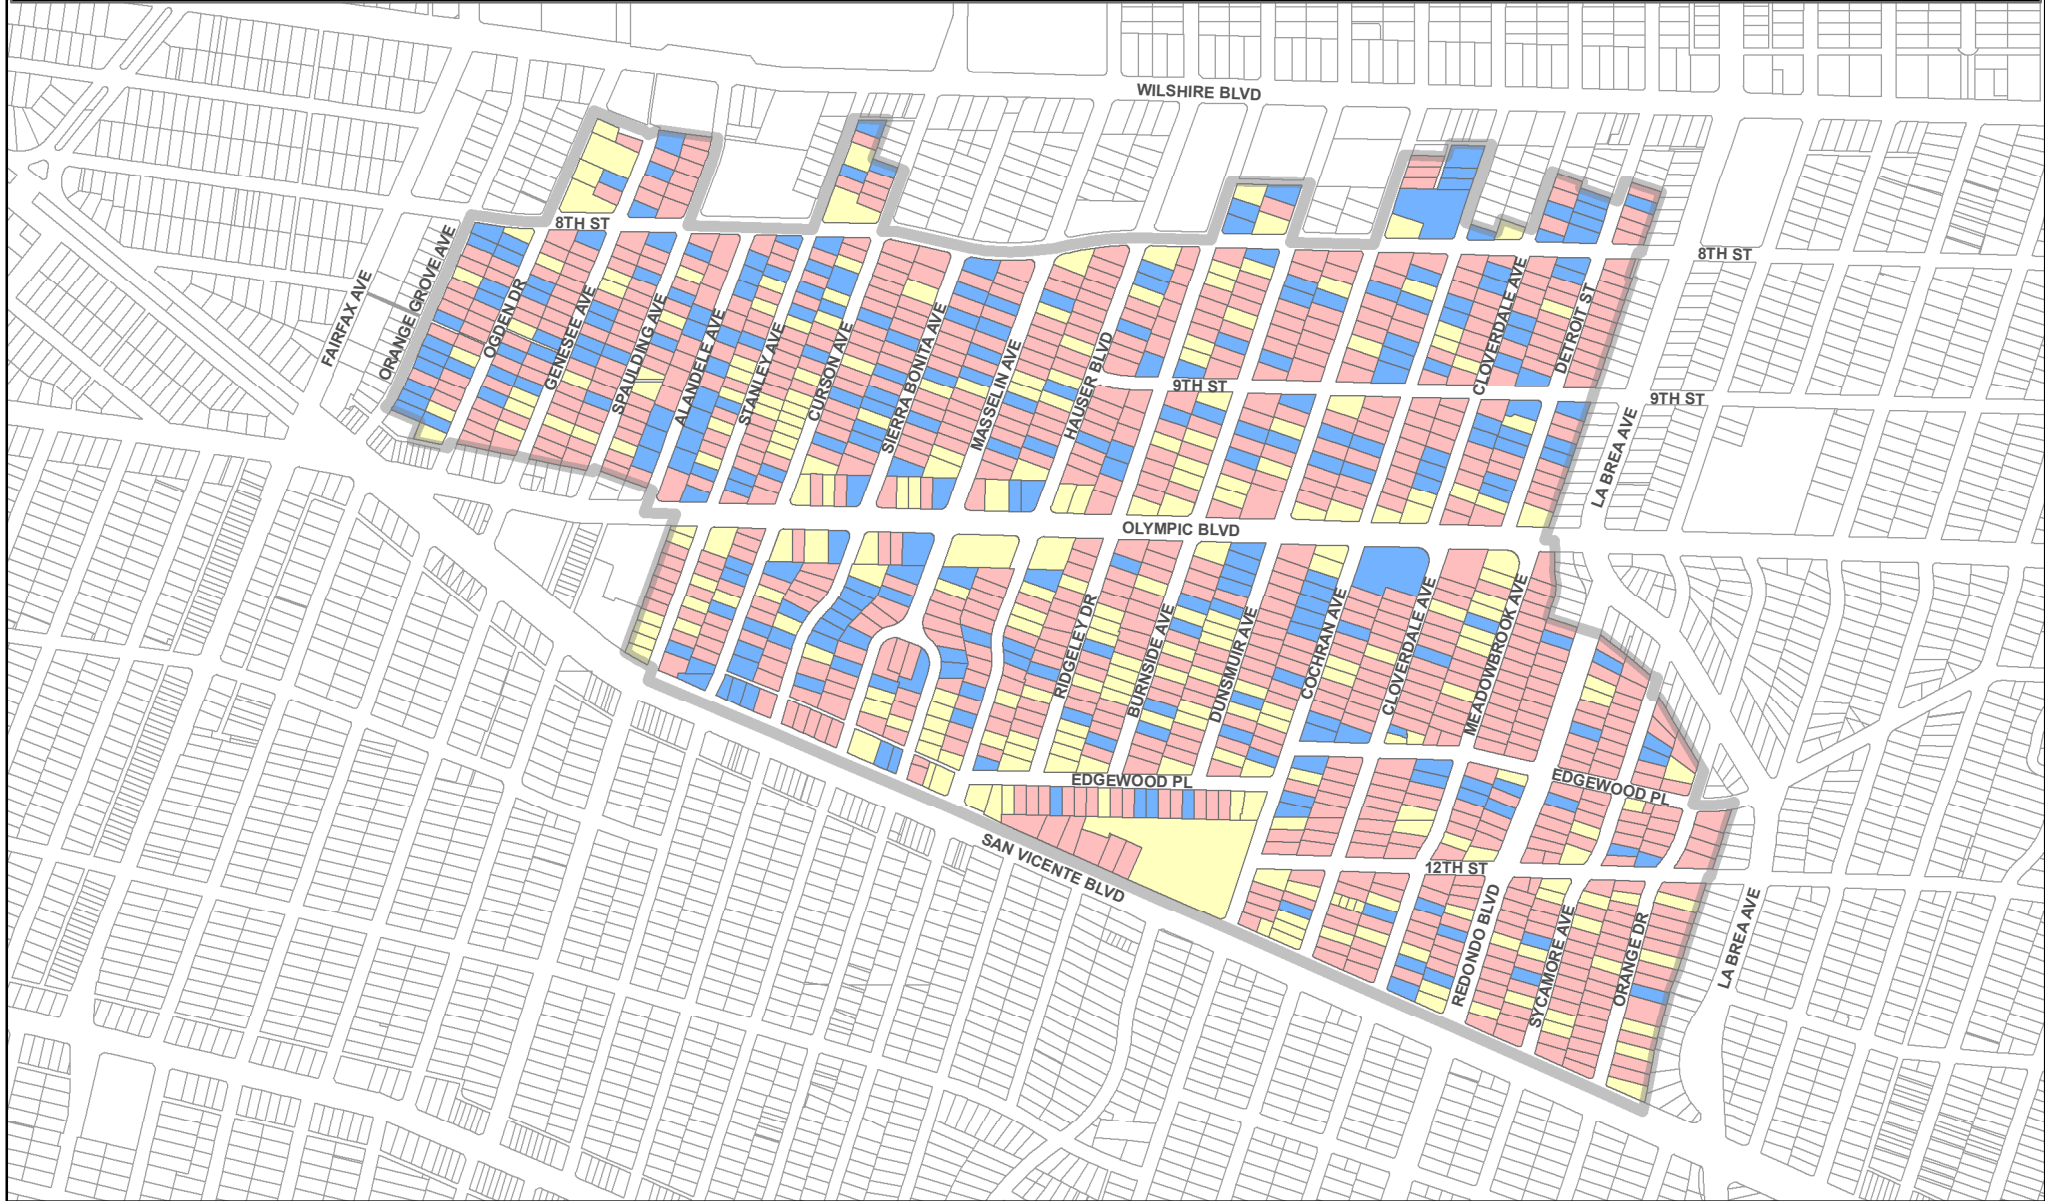 WILSHIRE BLVD
8TH ST
8TH ST
FAIRFAX AVE
ORANGE GROVE AVE
OGDEN DR
GENESEE AVE
SPAULDING AVE
ALANDELE AVE
STANLEY AVE
CURSON AVE
SIERRA BONITA AVE
MASSELIN AVE
HAUSER BLVD
CLOVERDALE AVE
DETROIT ST
9TH ST
9TH ST
LA BREA AVE
OLYMPIC BLVD
RIDGELEY DR
BURNSIDE AVE
DUNSMUIR AVE
COCHRAN AVE
CLOVERDALE AVE
MEADOWBROOK AVE
EDGEWOOD PL
EDGEWOOD PL
SAN VICENTE BLVD
12TH ST
REDONDO BLVD
SYCAMORE AVE
ORANGE DR
LA BREA AVE